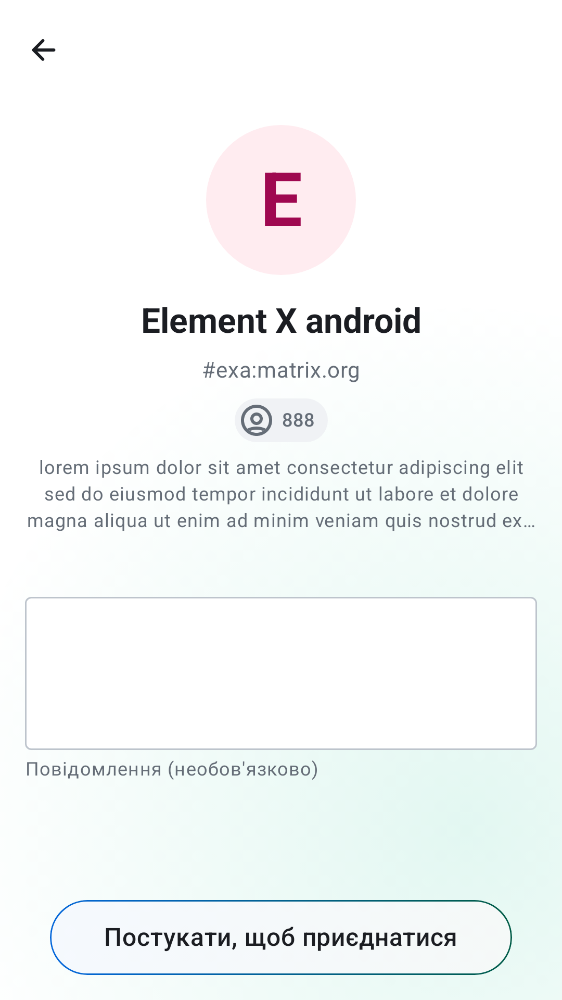 E
Element X android
#exa:matrix.org
888
lorem ipsum dolor sit amet consectetur adipiscing elit
sed do eiusmod tempor incididunt ut labore et dolore
magna aliqua ut enim ad minim veniam quis nostrud ex…
Повідомлення (необов'язково)
Постукати, щоб приєднатися